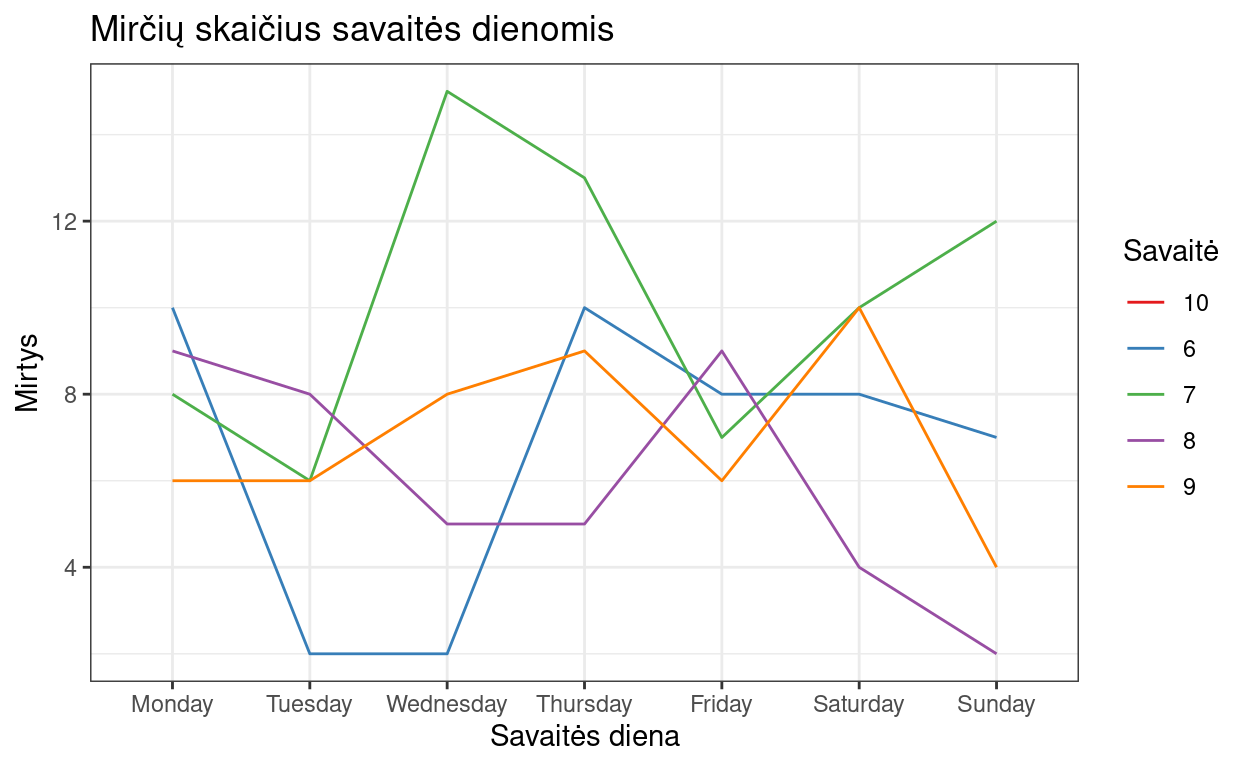 Mirčių skaičius savaitės dienomis
Mirtys
12
8
4
Monday Tuesday Wednesday Thursday Friday Saturday Sunday
Savaitės diena
Savaitė
10
6
7
8
9